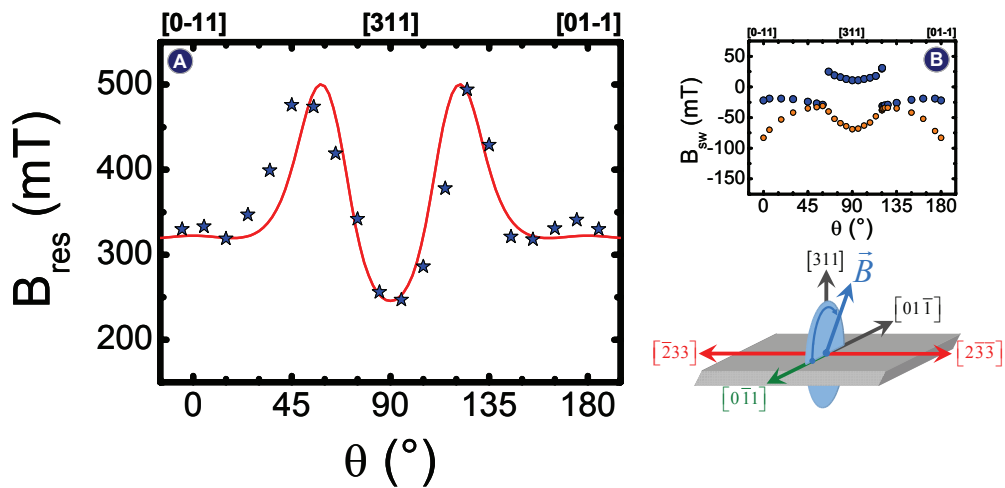 [0-11] [311] [01-1]
A
500
400
300
200
B_res (mT)
0 45 90 135 180
θ (°)
[0-11] [311] [01-1]
B
50
25
0
-50
-100
-150
B_sw (mT)
0 45 90 135 180
θ (°)
[311]
B⃗
[011̅]
[2̅33]
[23̅3̅]
[01̅1]